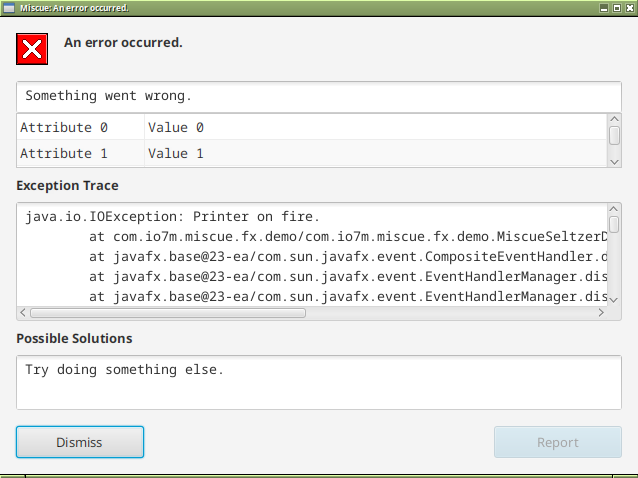 Miscue: An error occurred.
An error occurred.
Something went wrong.
Attribute 0 Value 0
Attribute 1 Value 1
Exception Trace
java.io.IOException: Printer on fire.
at com.io7m.miscue.fx.demo/com.io7m.miscue.fx.demo.MiscueSeltzerD
at javafx.base@23-ea/com.sun.javafx.event.CompositeEventHandler.d
at javafx.base@23-ea/com.sun.javafx.event.EventHandlerManager.dis
at javafx.base@23-ea/com.sun.javafx.event.EventHandlerManager.dis
Possible Solutions
Try doing something else.
Dismiss Report